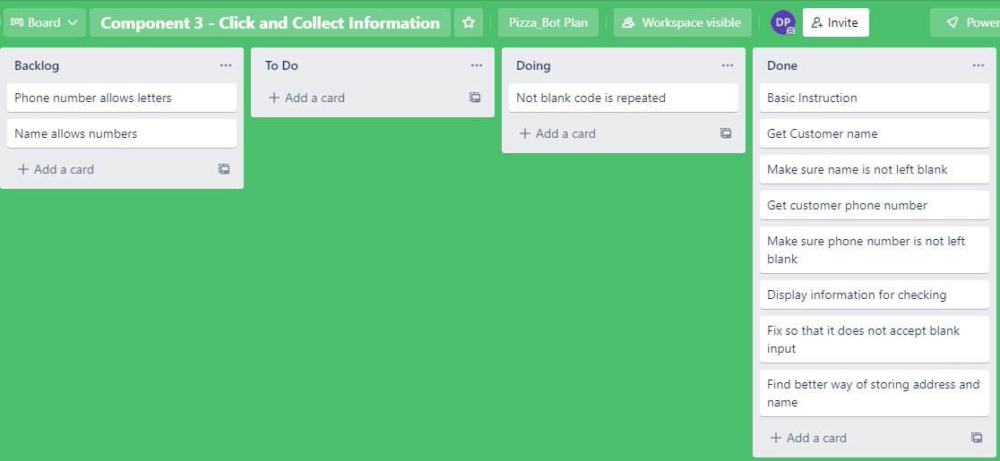 Board
Component 3 - Click and Collect Information
Pizza_Bot Plan
Workspace visible
DP
Invite
Power
Backlog
Phone number allows letters
Name allows numbers
Add a card
To Do
Add a card
Doing
Not blank code is repeated
Add a card
Done
Basic Instruction
Get Customer name
Make sure name is not left blank
Get customer phone number
Make sure phone number is not left
blank
Display information for checking
Fix so that it does not accept blank
input
Find better way of storing address and
name
Add a card